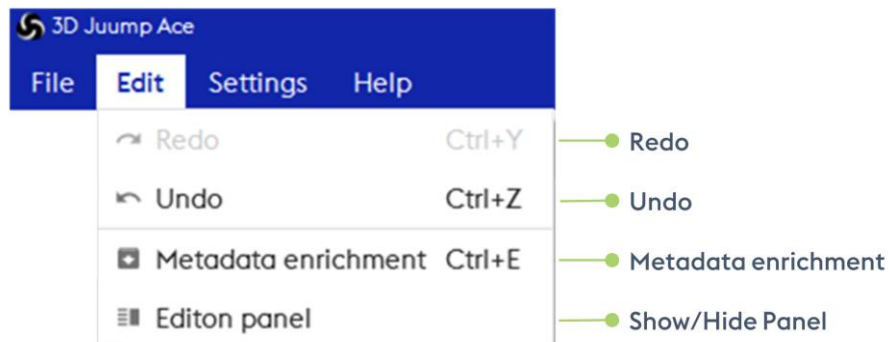 3D Juump Ace
File Edit Settings Help
Redo Ctrl+Y Redo
Undo Ctrl+Z Undo
Metadata enrichment Ctrl+E Metadata enrichment
Editon panel Show/Hide Panel